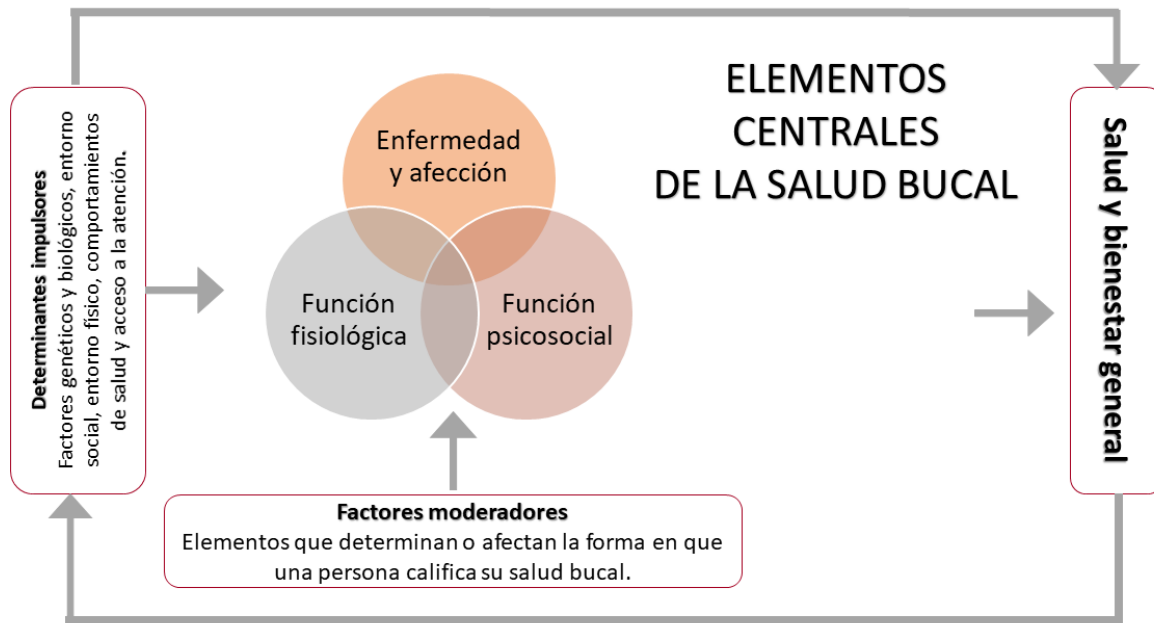 ELEMENTOS
CENTRALES
DE LA SALUD BUCAL
Determinantes impulsores
Factores genéticos y biológicos, entorno
social, entorno físico, comportamientos
de salud y acceso a la atención.
Enfermedad
y afección
Función
fisiológica
Función
psicosocial
Salud y bienestar general
Factores moderadores
Elementos que determinan o afectan la forma en que
una persona califica su salud bucal.